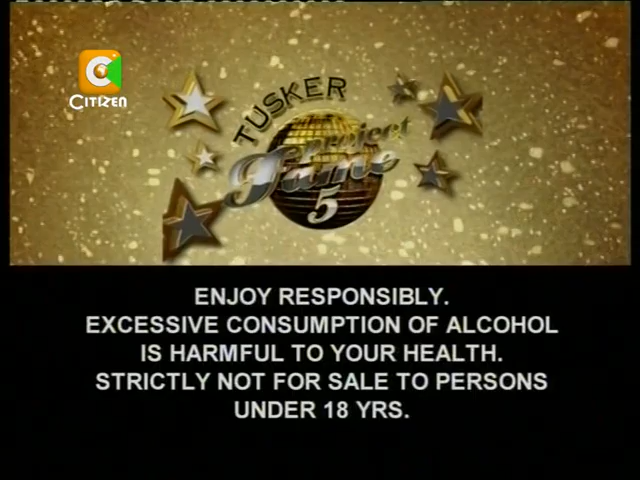 CITIZEN
TUSKER
project
Fame
5
ENJOY RESPONSIBLY.
EXCESSIVE CONSUMPTION OF ALCOHOL
IS HARMFUL TO YOUR HEALTH.
STRICTLY NOT FOR SALE TO PERSONS
UNDER 18 YRS.